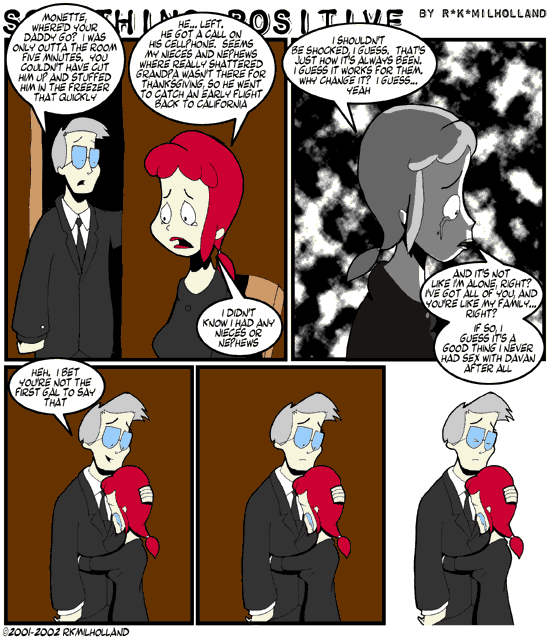 SOMETHING POSITIVE BY R*K*MILHOLLAND
MONETTE,
WHERE'D YOUR
DADDY GO? I WAS
ONLY OUTTA THE ROOM
FIVE MINUTES. YOU
COULDN'T HAVE CUT
HIM UP AND STUFFED
HIM IN THE FREEZER
THAT QUICKLY
HE... LEFT.
HE GOT A CALL ON
HIS CELLPHONE. SEEMS
MY NIECES AND NEPHEWS
WHERE REALLY SHATTERED
GRANDPA WASN'T THERE FOR
THANKSGIVING, SO HE WENT
TO CATCH AN EARLY FLIGHT
BACK TO CALIFORNIA
I DIDN'T
KNOW I HAD ANY
NIECES OR
NEPHEWS
I SHOULDN'T
BE SHOCKED, I GUESS. THAT'S
JUST HOW IT'S ALWAYS BEEN.
I GUESS IT WORKS FOR THEM.
WHY CHANGE IT? I GUESS...
YEAH
AND IT'S NOT
LIKE I'M ALONE, RIGHT?
I'VE GOT ALL OF YOU, AND
YOU'RE LIKE MY FAMILY...
RIGHT?
IF SO, I
GUESS IT'S A
GOOD THING I NEVER
HAD SEX WITH DAVAN
AFTER ALL
HEH. I BET
YOU'RE NOT THE
FIRST GAL TO SAY
THAT
©2001-2002 RKMILHOLLAND